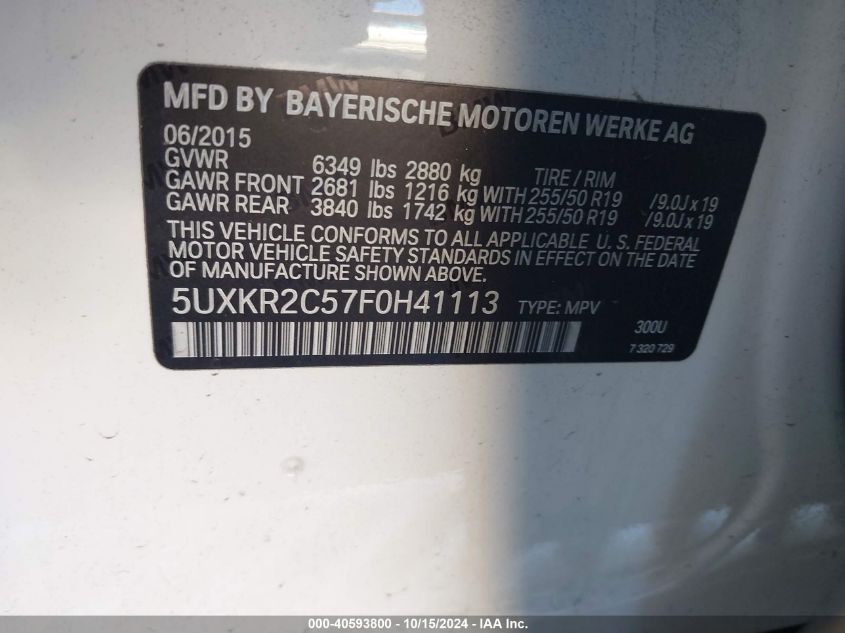 MFD BY BAYERISCHE MOTOREN WERKE AG
06/2015
GVWR 6349 lbs 2880 kg TIRE / RIM
GAWR FRONT 2681 lbs 1216 kg WITH 255/50 R19 /9.0J x 19
GAWR REAR 3840 lbs 1742 kg WITH 255/50 R19 /9.0J x 19
THIS VEHICLE CONFORMS TO ALL APPLICABLE U. S. FEDERAL
MOTOR VEHICLE SAFETY STANDARDS IN EFFECT ON THE DATE
OF MANUFACTURE SHOWN ABOVE.
5UXKR2C57F0H41113 TYPE: MPV
300U
7 320 729
000-40593800 - 10/15/2024 - IAA Inc.